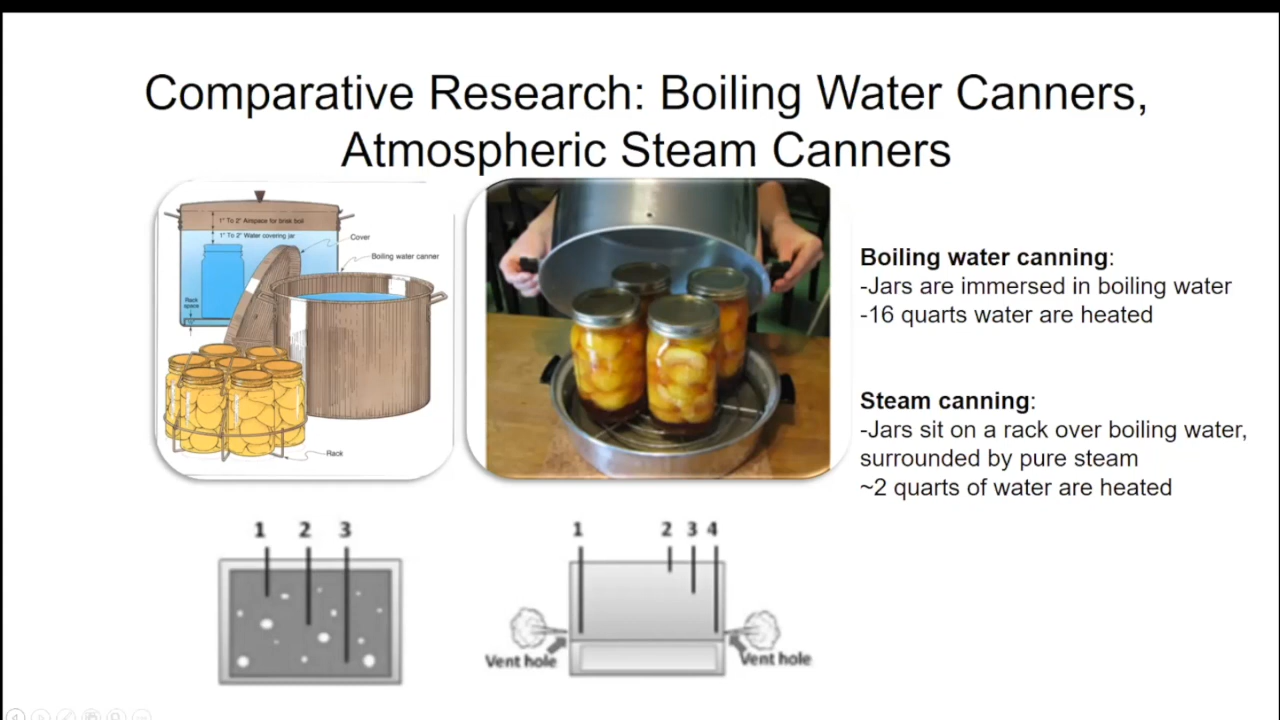 Comparative Research: Boiling Water Canners,
Atmospheric Steam Canners
1" To 2" Airspace for brisk boil
1" To 2" Water covering jar
Cover
Boiling water canner
Rack
space
Rack
Boiling water canning:
-Jars are immersed in boiling water
-16 quarts water are heated
Steam canning:
-Jars sit on a rack over boiling water,
surrounded by pure steam
~2 quarts of water are heated
1 2 3
1 2 3 4
Vent hole
Vent hole